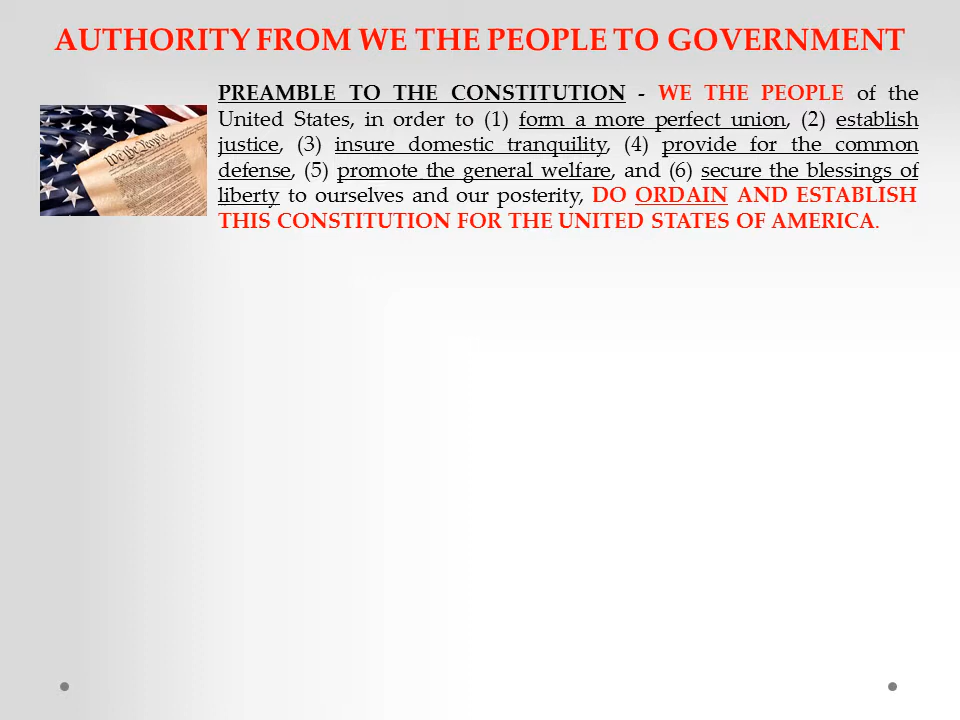 AUTHORITY FROM WE THE PEOPLE TO GOVERNMENT
PREAMBLE TO THE CONSTITUTION - WE THE PEOPLE of the
United States, in order to (1) form a more perfect union, (2) establish
justice, (3) insure domestic tranquility, (4) provide for the common
defense, (5) promote the general welfare, and (6) secure the blessings of
liberty to ourselves and our posterity, DO ORDAIN AND ESTABLISH
THIS CONSTITUTION FOR THE UNITED STATES OF AMERICA.
We the People